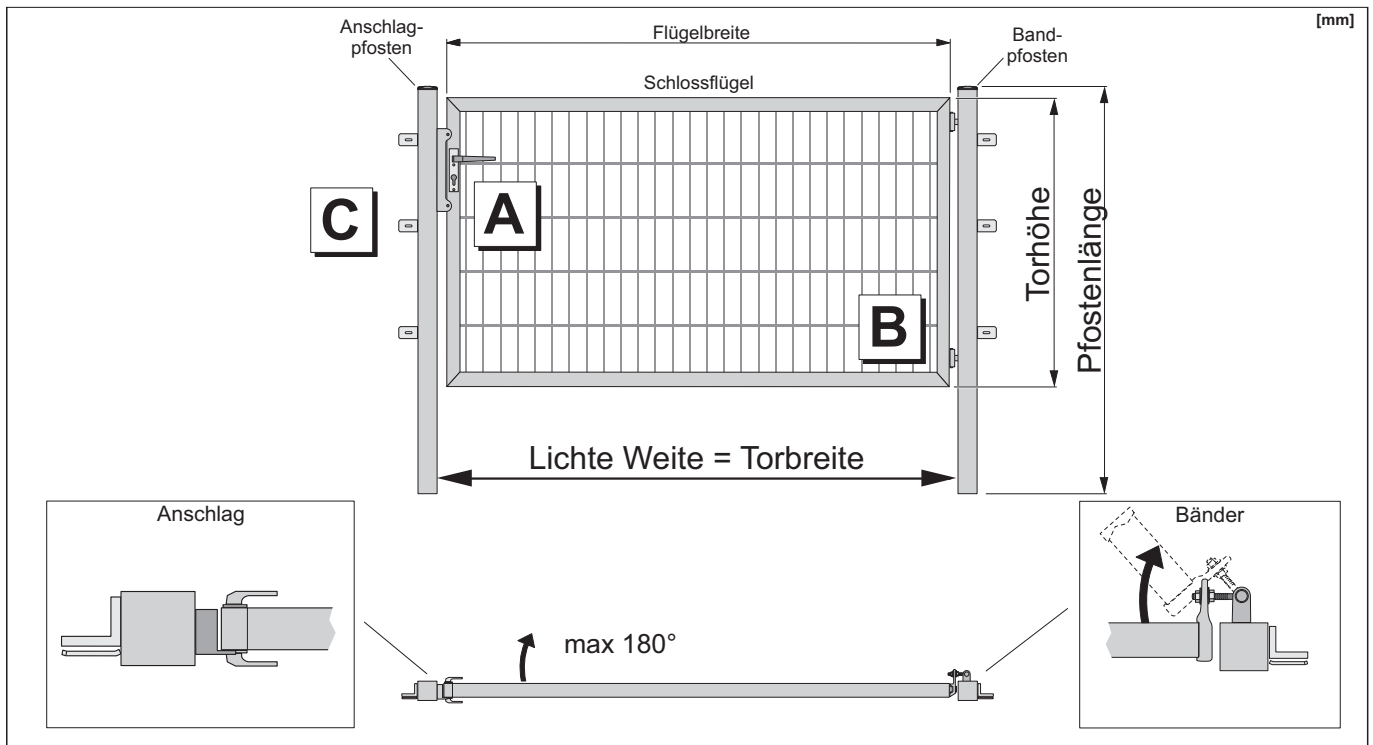 [mm]
Anschlag-
pfosten
Flügelbreite
Band-
pfosten
Schlossflügel
A
C
B
Torhöhe
Pfostenlänge
Lichte Weite = Torbreite
Anschlag
Bänder
max 180°